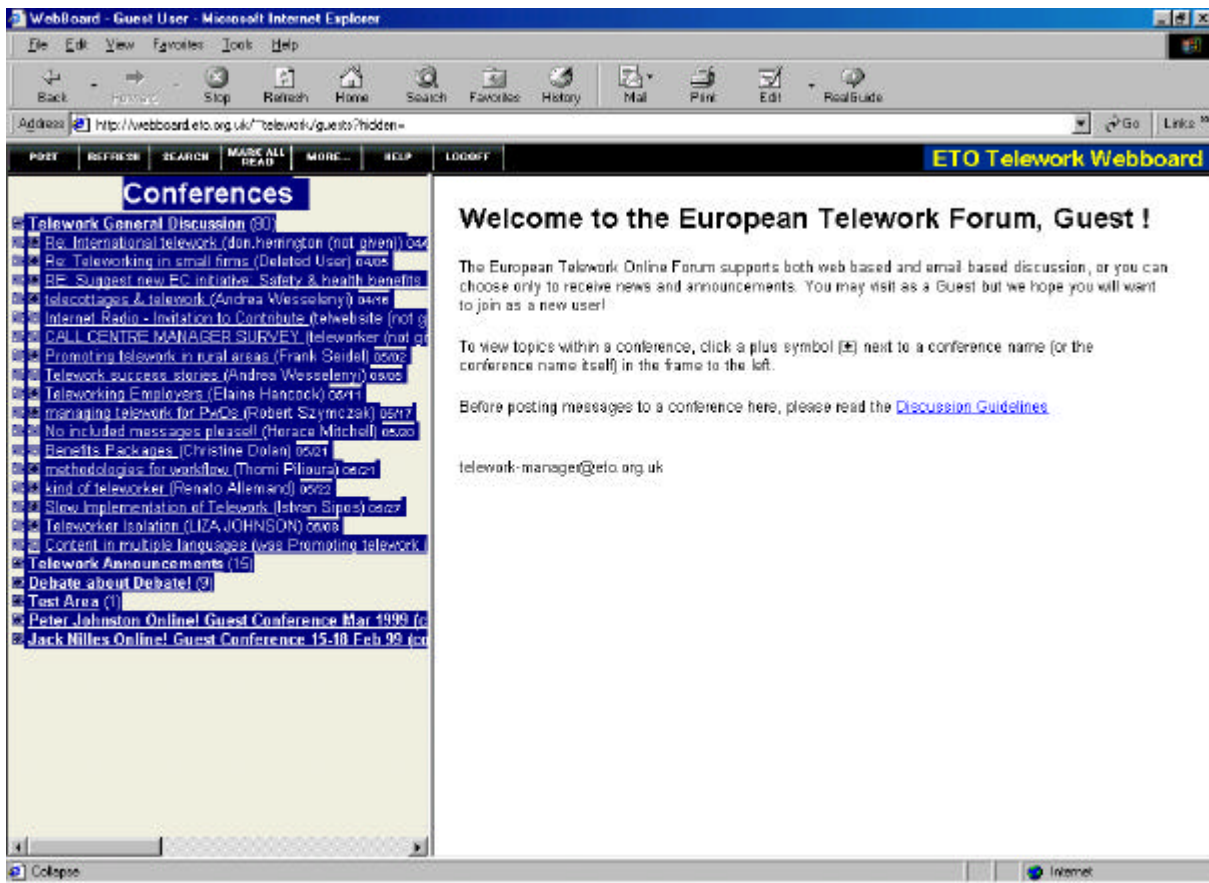 WebBoard - Guest User - Microsoft Internet Explorer
File Edit View Favorites Tools Help
Back Forward Stop Refresh Home Search Favorites History Mail Print Edit RealGuide
Address http://webboard.eto.org.uk/~telework/guests?hidden= Go Links
POST REFRESH SEARCH MARK ALL READ MORE... HELP LOGOFF ETO Telework Webboard
Conferences
Telework General Discussion (80)
Re: International telework (don.herrington (not given))
Re: Teleworking in small firms (Deleted User) 04/05
RE: Suggest new EC initiative: Safety & health benefits
telecottages & telework (Andrea Wesselenyi) 04/16
Internet Radio - Invitation to Contribute (telwebsite (not g
CALL CENTRE MANAGER SURVEY (teleworker (not gi
Promoting telework in rural areas (Frank Seidel) 05/02
Telework success stories (Andrea Wesselenyi) 05/05
Teleworking Employers (Elaine Hancock) 05/11
managing telework for PwDs (Robert Szymczak) 05/17
No included messages please!! (Horace Mitchell) 05/20
Benefits Packages (Christine Dolan) 05/21
methodologies for workflow (Thomi Pilioura) 05/21
kind of teleworker (Renato Allemand) 05/22
Slow Implementation of Telework (Istvan Sipos) 05/27
Teleworker Isolation (LIZA JOHNSON)
Content in multiple languages (was Promoting telework
Telework Announcements (15)
Debate about Debate! (9)
Test Area (1)
Peter Johnston Online! Guest Conference Mar 1999 (c
Jack Nilles Online! Guest Conference 15-18 Feb 99 (co
Welcome to the European Telework Forum, Guest !
The European Telework Online Forum supports both web based and email based discussion, or you can
choose only to receive news and announcements. You may visit as a Guest but we hope you will want
to join as a new user!
To view topics within a conference, click a plus symbol [+] next to a conference name (or the
conference name itself) in the frame to the left.
Before posting messages to a conference here, please read the Discussion Guidelines
telework-manager@eto.org.uk
Collapse Internet